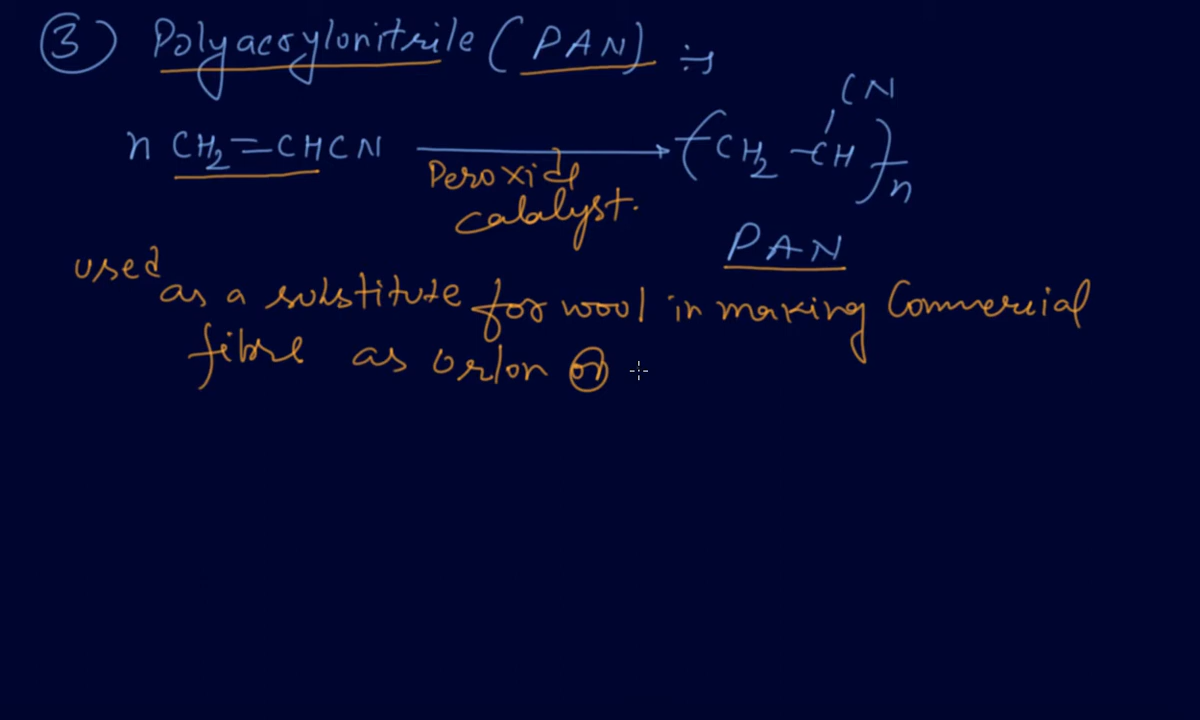 ③ Polyacrylonitrile (PAN) :-
CN
n CH₂=CHCN ⟶ (CH₂-CH)n
Peroxide
catalyst.
PAN
used
as a substitute for wool in making Commercial
fibre as orlon or